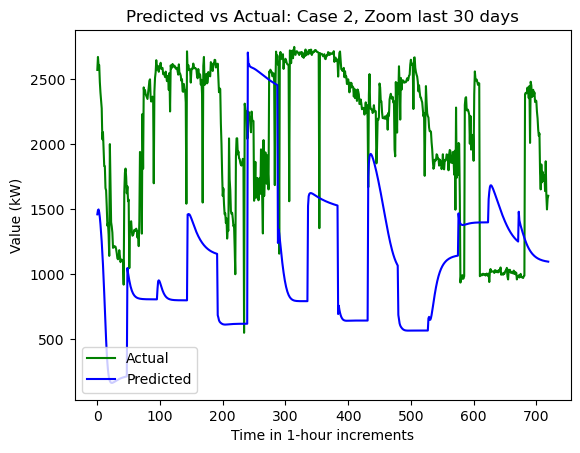 Predicted vs Actual: Case 2, Zoom last 30 days
Value (kW)
2500
2000
1500
1000
500
Actual
Predicted
0 100 200 300 400 500 600 700
Time in 1-hour increments